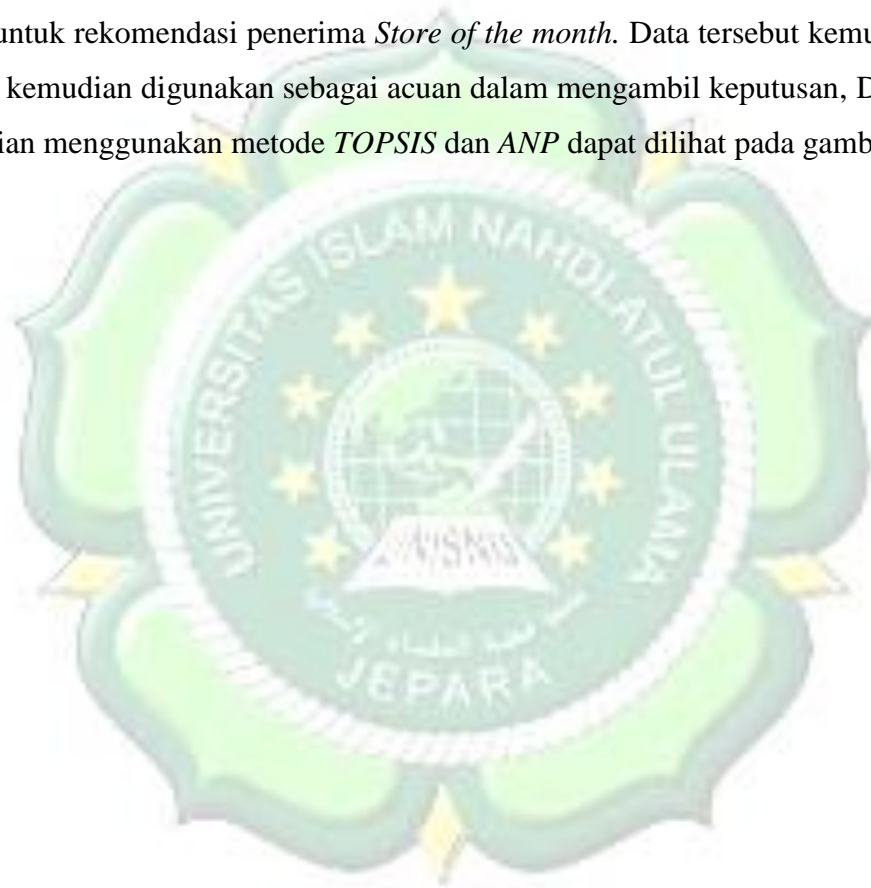 untuk rekomendasi penerima Store of the month. Data tersebut kemu
kemudian digunakan sebagai acuan dalam mengambil keputusan, D
ian menggunakan metode TOPSIS dan ANP dapat dilihat pada gamb
UNIVERSITAS ISLAM NAHDLATUL ULAMA
UNISNU
JEPARA